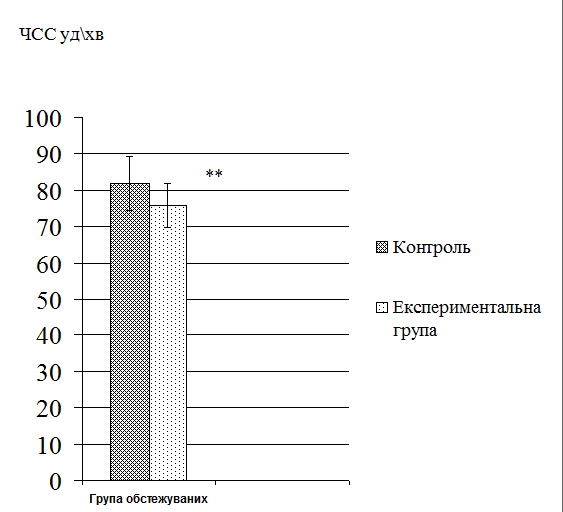 ЧСС уд\хв
100
90
80
70
60
50
40
30
20
10
0
**
Контроль
Експериментальна
група
Група обстежуваних